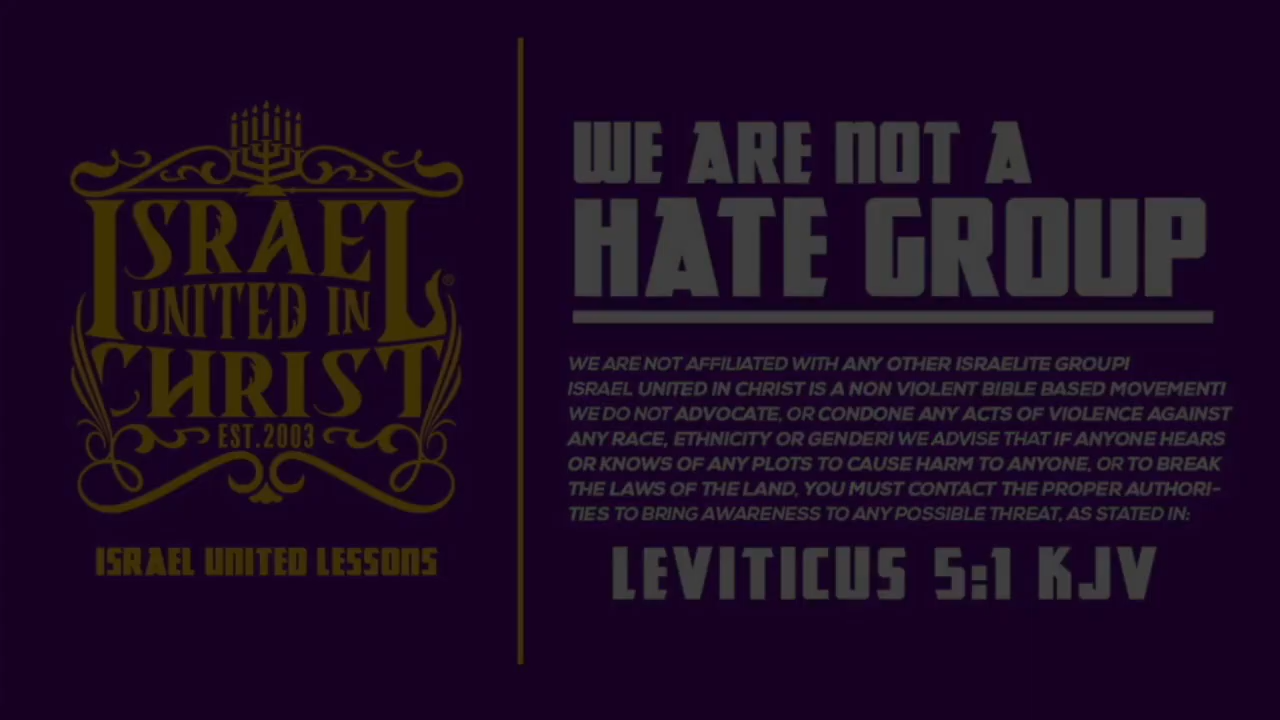 ISRAEL
UNITED IN
CHRIST®
EST.2003
ISRAEL UNITED LESSONS
WE ARE NOT A
HATE GROUP
WE ARE NOT AFFILIATED WITH ANY OTHER ISRAELITE GROUP!
ISRAEL UNITED IN CHRIST IS A NON VIOLENT BIBLE BASED MOVEMENT!
WE DO NOT ADVOCATE, OR CONDONE ANY ACTS OF VIOLENCE AGAINST
ANY RACE, ETHNICITY OR GENDER! WE ADVISE THAT IF ANYONE HEARS
OR KNOWS OF ANY PLOTS TO CAUSE HARM TO ANYONE, OR TO BREAK
THE LAWS OF THE LAND, YOU MUST CONTACT THE PROPER AUTHORI-
TIES TO BRING AWARENESS TO ANY POSSIBLE THREAT, AS STATED IN:
LEVITICUS 5:1 KJV